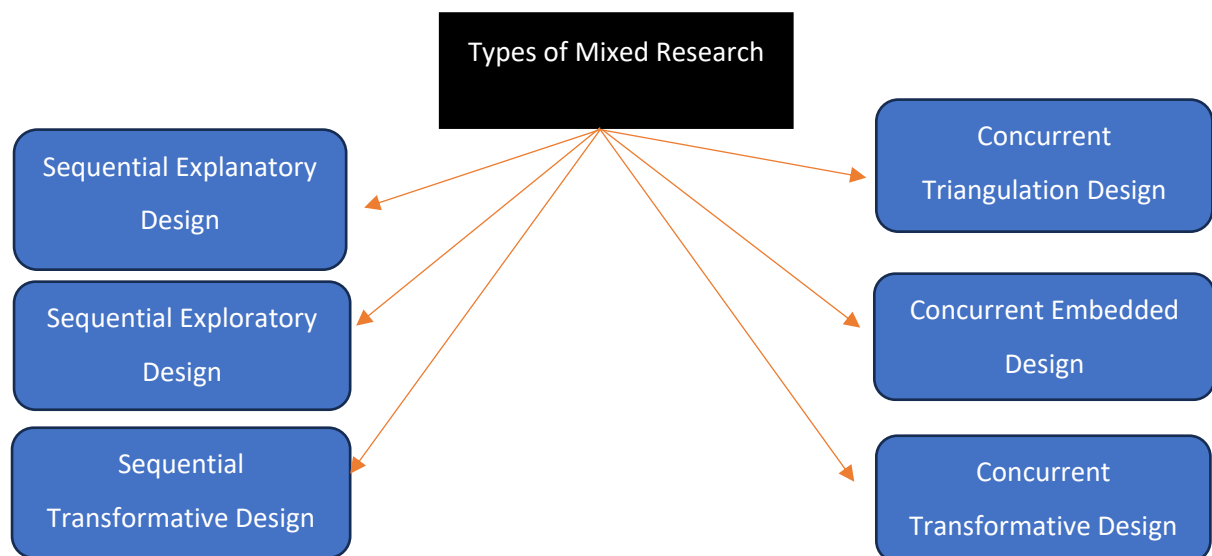 Types of Mixed Research
Sequential Explanatory
Design
Sequential Exploratory
Design
Sequential
Transformative Design
Concurrent
Triangulation Design
Concurrent Embedded
Design
Concurrent
Transformative Design